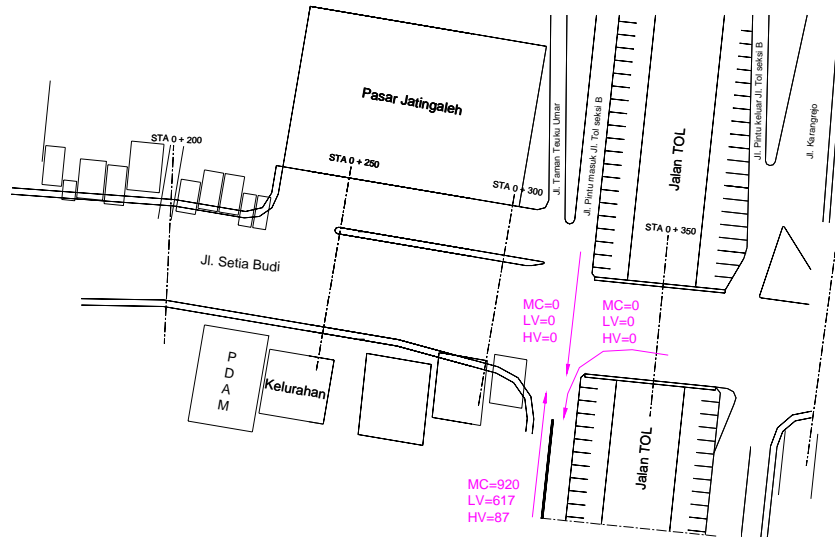 Pasar Jatingaleh
STA 0 + 200
STA 0 + 250
STA 0 + 300
STA 0 + 350
Jl. Taman Teuku Umar
Jl. Pintu masuk Jl. Tol seksi B
Jalan TOL
Jl. Pintu keluar Jl. Tol seksi B
Jl. Karangrejo
Jl. Setia Budi
MC=0
LV=0
HV=0
MC=0
LV=0
HV=0
P
D
A
M
Kelurahan
Jalan TOL
MC=920
LV=617
HV=87